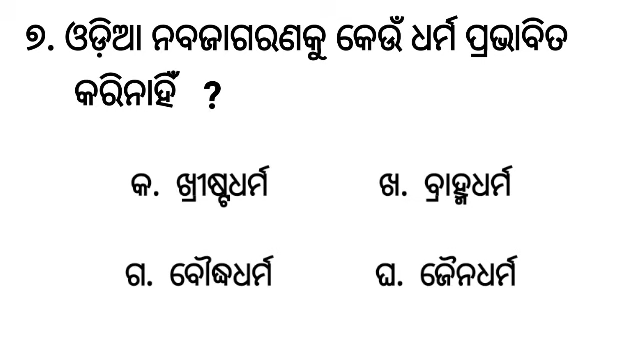 ୭. ଓଡ଼ିଆ ନବଜାଗରଣକୁ କେଉଁ ଧର୍ମ ପ୍ରଭାବିତ
କରିନାହିଁ ?
କ. ଖ୍ରୀଷ୍ଟଧର୍ମ ଖ. ବ୍ରାହ୍ମଧର୍ମ
ଗ. ବୌଦ୍ଧଧର୍ମ ଘ. ଜୈନଧର୍ମ